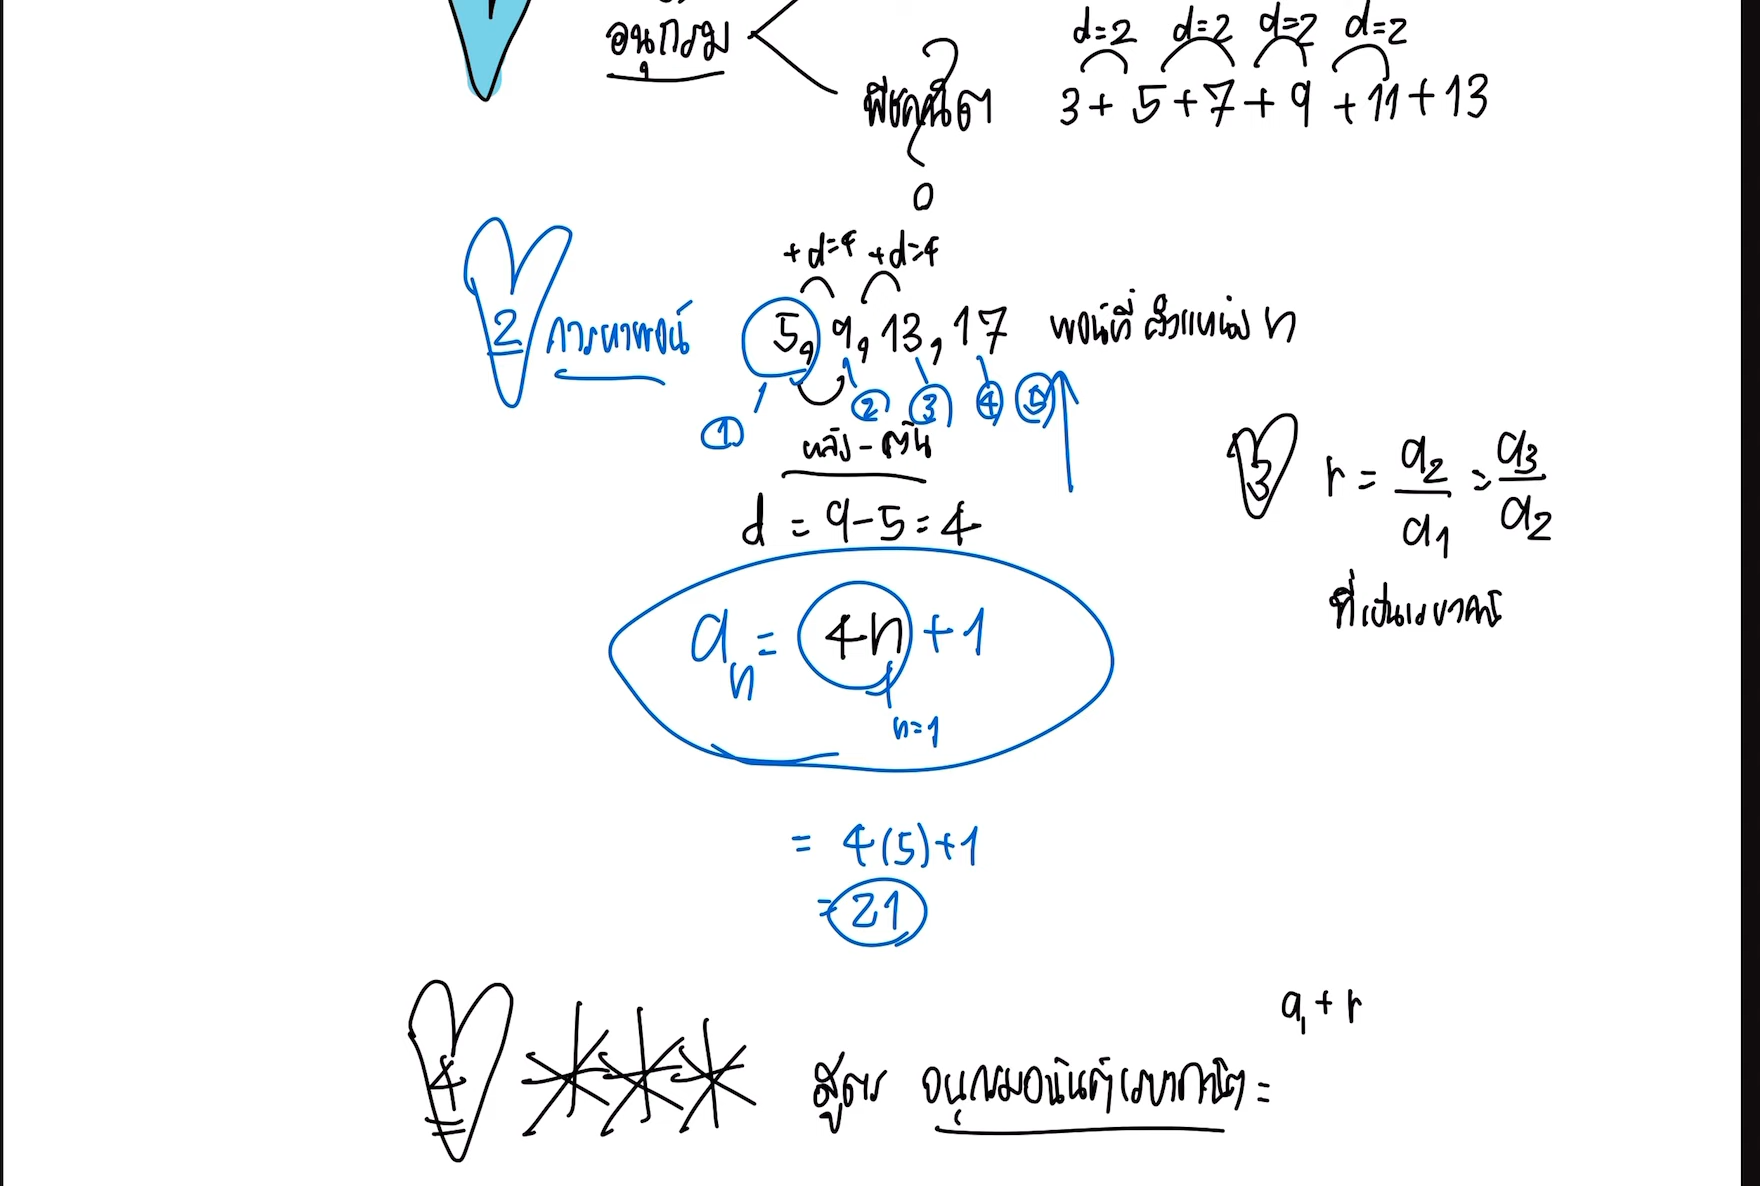 d=2 d=2 d=2 d=2
อนุกรม
พีชคณิต 3+5+7+9+11+13
0
+d=4 +d=4
2 การหาพจน์ 5, 9, 13, 17 พจน์ที่ ตำแหน่ง n
1 2 3 4 5
หลัง-ต้น
d = 9-5=4
3 r = a₂/a₁ = a₃/a₂
ที่เป็นเรขาคณิต
aₙ = 4n+1
n=1
= 4(5)+1
= 21
a₁+r
4 *** สูตร อนุกรมอนันต์เรขาคณิต =